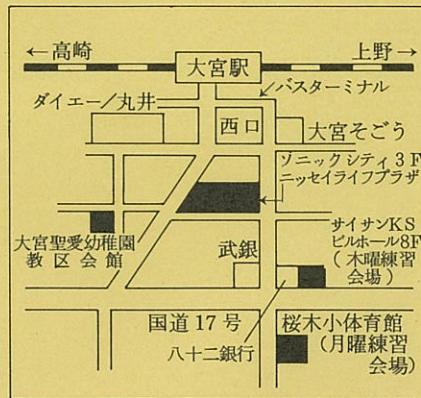 ←高崎
上野→
大宮駅
バスターミナル
ダイエー/丸井
西口
大宮そごう
ソニックシティ3F
ニッセイライフプラザ
大宮聖愛幼稚園
教区会館
武銀
サイサンKS
ビルホール8F
(木曜練習
会場)
国道17号
八十二銀行
桜木小体育館
(月曜練習
会場)